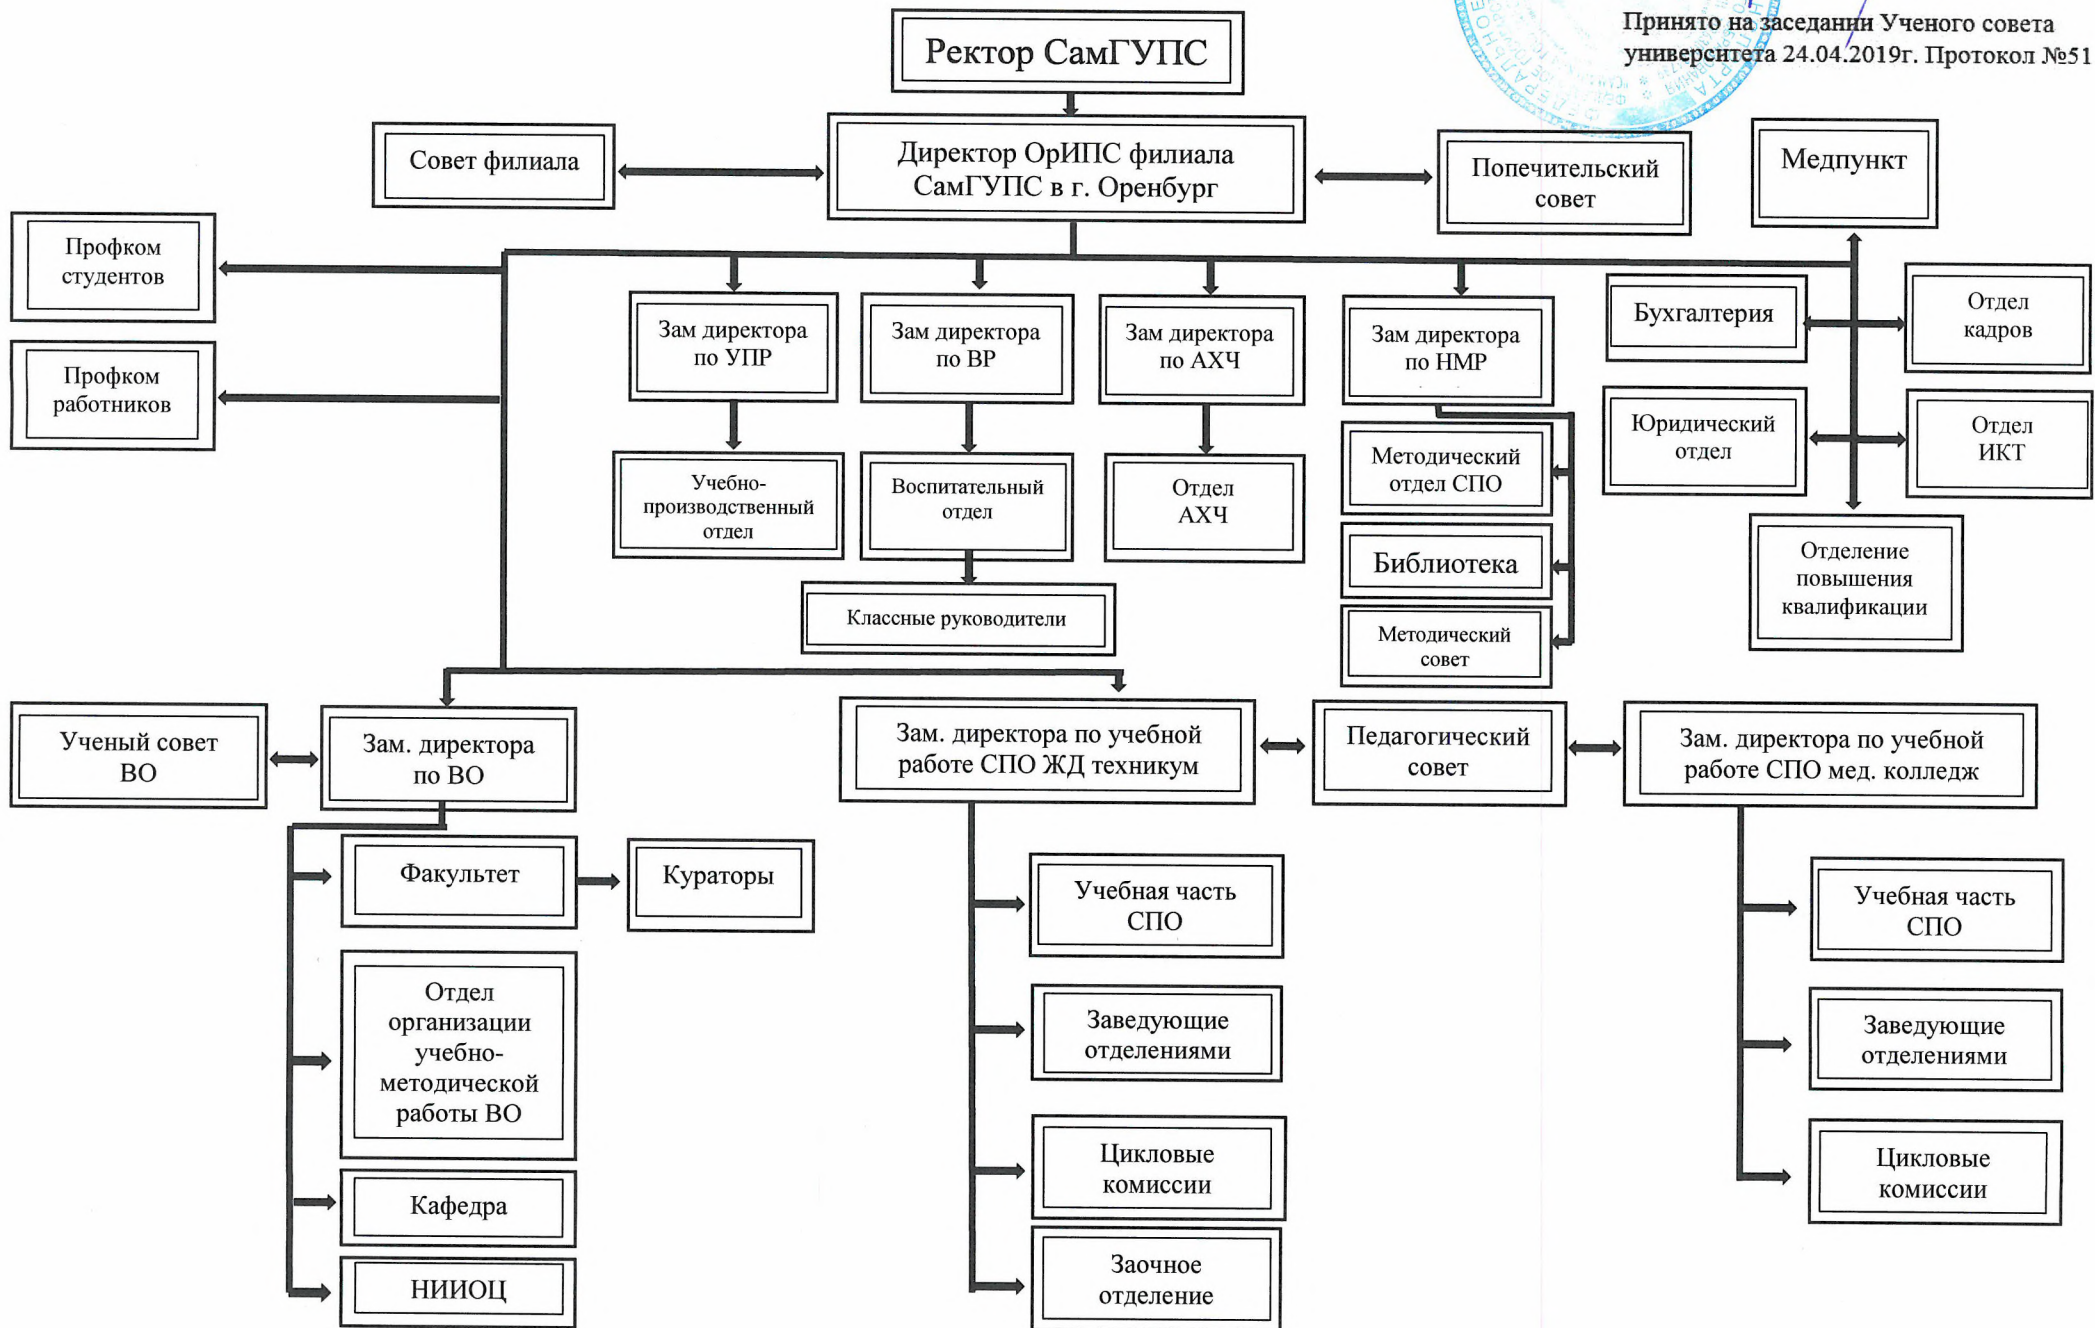 Принято на заседании Ученого совета
университета 24.04.2019г. Протокол №51
Ректор СамГУПС
Совет филиала
Директор ОрИПС филиала
СамГУПС в г. Оренбург
Попечительский
совет
Медпункт
Профком
студентов
Профком
работников
Зам директора
по УПР
Зам директора
по ВР
Зам директора
по АХЧ
Зам директора
по НМР
Бухгалтерия
Отдел
кадров
Юридический
отдел
Отдел
ИКТ
Учебно-
производственный
отдел
Воспитательный
отдел
Отдел
АХЧ
Методический
отдел СПО
Библиотека
Методический
совет
Отделение
повышения
квалификации
Классные руководители
Ученый совет
ВО
Зам. директора
по ВО
Зам. директора по учебной
работе СПО ЖД техникум
Педагогический
совет
Зам. директора по учебной
работе СПО мед. колледж
Факультет
Кураторы
Отдел
организации
учебно-
методической
работы ВО
Кафедра
НИИОЦ
Учебная часть
СПО
Заведующие
отделениями
Цикловые
комиссии
Заочное
отделение
Учебная часть
СПО
Заведующие
отделениями
Цикловые
комиссии